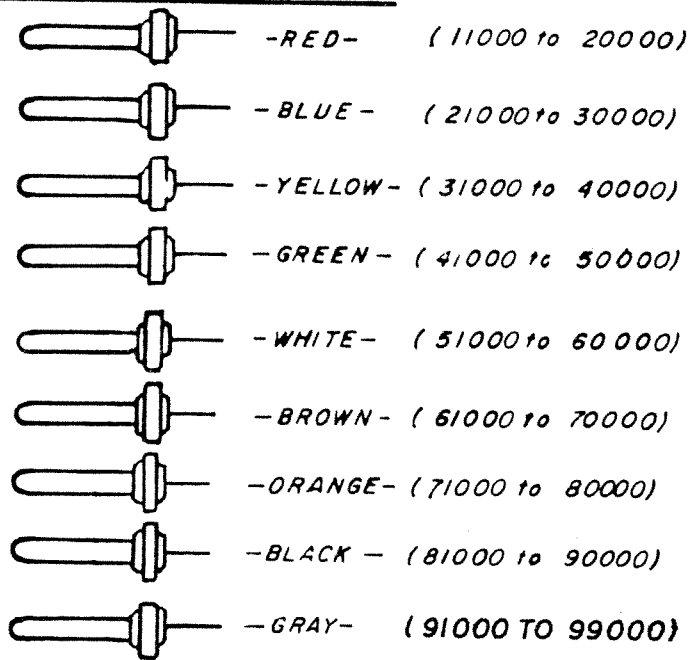 -RED- (11000 to 20000)
-BLUE- (21000 to 30000)
-YELLOW- (31000 to 40000)
-GREEN- (41000 to 50000)
-WHITE- (51000 to 60000)
-BROWN- (61000 to 70000)
-ORANGE- (71000 to 80000)
-BLACK- (81000 to 90000)
-GRAY- (91000 TO 99000)